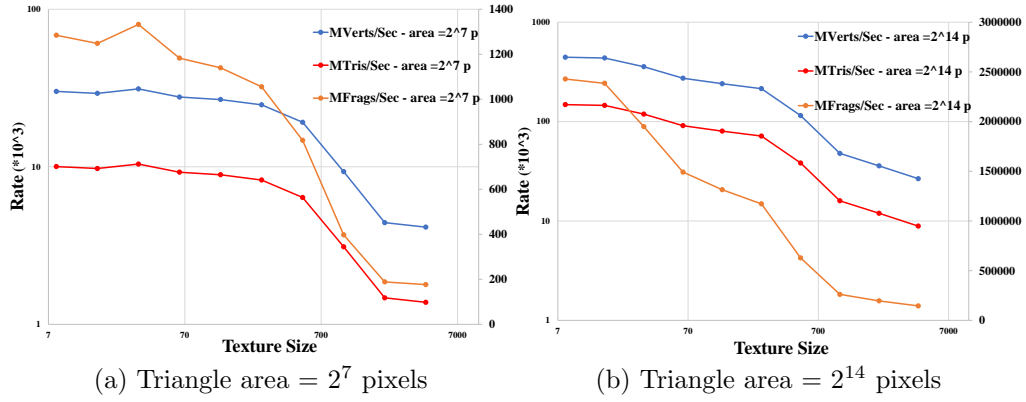 100
10
1
Rate (*10^3)
1400
1200
1000
800
600
400
200
0
MVerts/Sec - area =2^7 p
MTris/Sec - area =2^7 p
MFrags/Sec - area =2^7 p
7
70
700
7000
Texture Size
(a) Triangle area = 2^7 pixels
1000
100
10
1
Rate (*10^3)
3000000
2500000
2000000
1500000
1000000
500000
0
MVerts/Sec - area =2^14 p
MTris/Sec - area =2^14 p
MFrags/Sec - area =2^14 p
7
70
700
7000
Texture Size
(b) Triangle area = 2^14 pixels